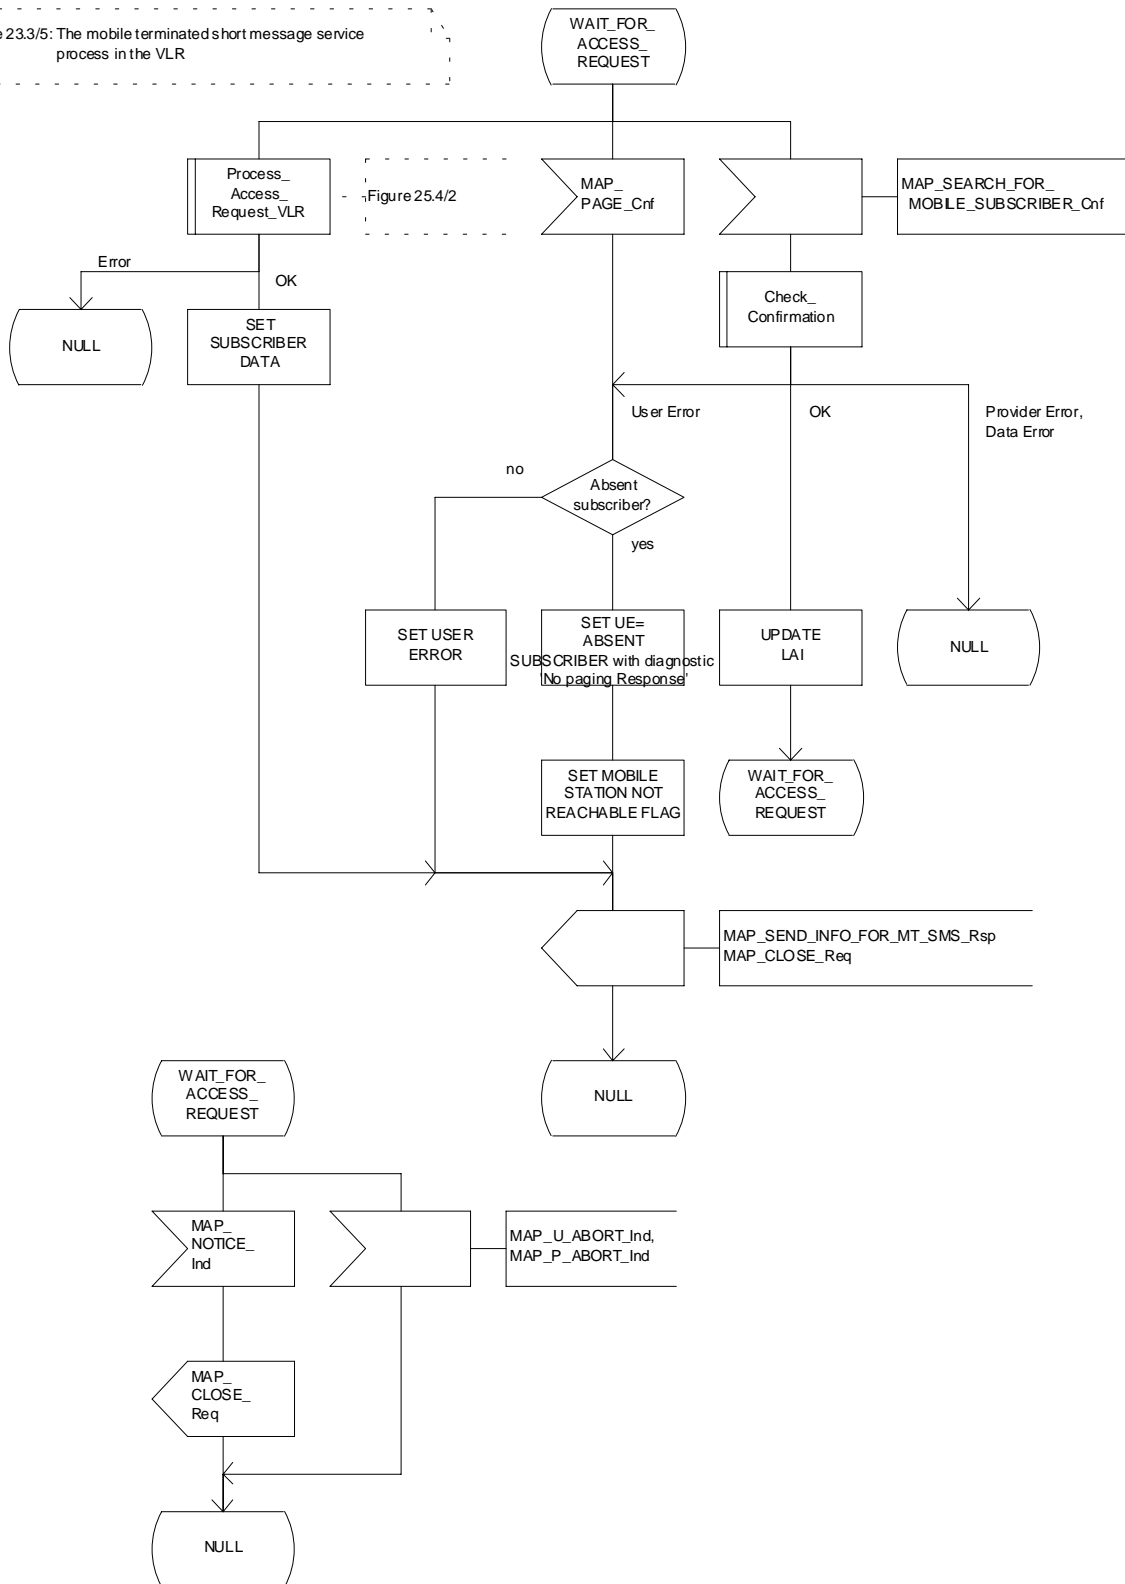 23.3/5: The mobile terminated short message service
process in the VLR
WAIT_FOR_
ACCESS_
REQUEST
Process_
Access_
Request_VLR
Figure 25.4/2
MAP_
PAGE_Cnf
MAP_SEARCH_FOR_
MOBILE_SUBSCRIBER_Cnf
Error
OK
NULL
SET
SUBSCRIBER
DATA
Check_
Confirmation
User Error
OK
Provider Error,
Data Error
no
Absent
subscriber?
yes
SET USER
ERROR
SET UE=
ABSENT
SUBSCRIBER with diagnostic
'No paging Response'
UPDATE
LAI
NULL
SET MOBILE
STATION NOT
REACHABLE FLAG
WAIT_FOR_
ACCESS_
REQUEST
MAP_SEND_INFO_FOR_MT_SMS_Rsp
MAP_CLOSE_Req
NULL
WAIT_FOR_
ACCESS_
REQUEST
MAP_
NOTICE_
Ind
MAP_U_ABORT_Ind,
MAP_P_ABORT_Ind
MAP_
CLOSE_
Req
NULL